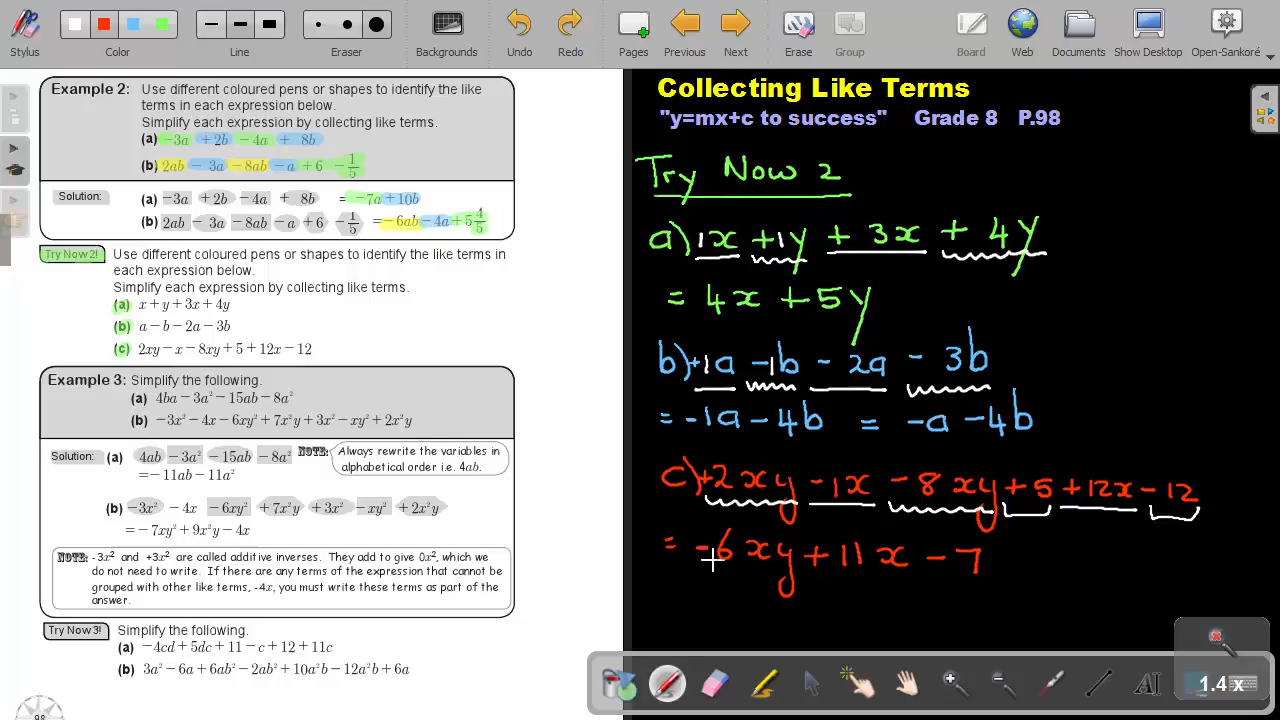 Stylus Color Line Eraser Backgrounds Undo Redo Pages Previous Next Erase Group Board Web Documents Show Desktop Open-Sankoré
Example 2: Use different coloured pens or shapes to identify the like
terms in each expression below.
Simplify each expression by collecting like terms.
(a) −3a +2b −4a + 8b
(b) 2ab − 3a −8ab −a +6 −1/5
Solution: (a) −3a +2b −4a + 8b = −7a +10b
(b) 2ab − 3a −8ab −a +6 −1/5 = −6ab −4a +5 4/5
Try Now 2! Use different coloured pens or shapes to identify the like terms in
each expression below.
Simplify each expression by collecting like terms.
(a) x + y + 3x + 4y
(b) a − b − 2a − 3b
(c) 2xy − x − 8xy + 5 + 12x − 12
Example 3: Simplify the following.
(a) 4ba − 3a² − 15ab − 8a²
(b) −3x² − 4x − 6xy² + 7x²y + 3x² − xy² + 2x²y
Solution: (a) 4ab −3a² −15ab −8a² NOTE: Always rewrite the variables in
alphabetical order i.e. 4ab.
= −11ab − 11a²
(b) −3x² − 4x − 6xy² +7x²y +3x² −xy² +2x²y
= −7xy² + 9x²y − 4x
NOTE: -3x² and +3x² are called additive inverses. They add to give 0x², which we
do not need to write. If there are any terms of the expression that cannot be
grouped with other like terms, -4x, you must write these terms as part of the
answer.
Try Now 3! Simplify the following.
(a) −4cd + 5dc + 11 − c + 12 + 11c
(b) 3a² − 6a + 6ab² − 2ab² + 10a²b − 12a²b + 6a
98
Collecting Like Terms
"y=mx+c to success" Grade 8 P.98
Try Now 2
a) 1x +1y + 3x + 4y
= 4x + 5y
b) +1a −1b − 2a − 3b
= −1a − 4b = −a − 4b
c) +2xy − 1x − 8xy + 5 + 12x − 12
= −6xy + 11x − 7
1.4 x